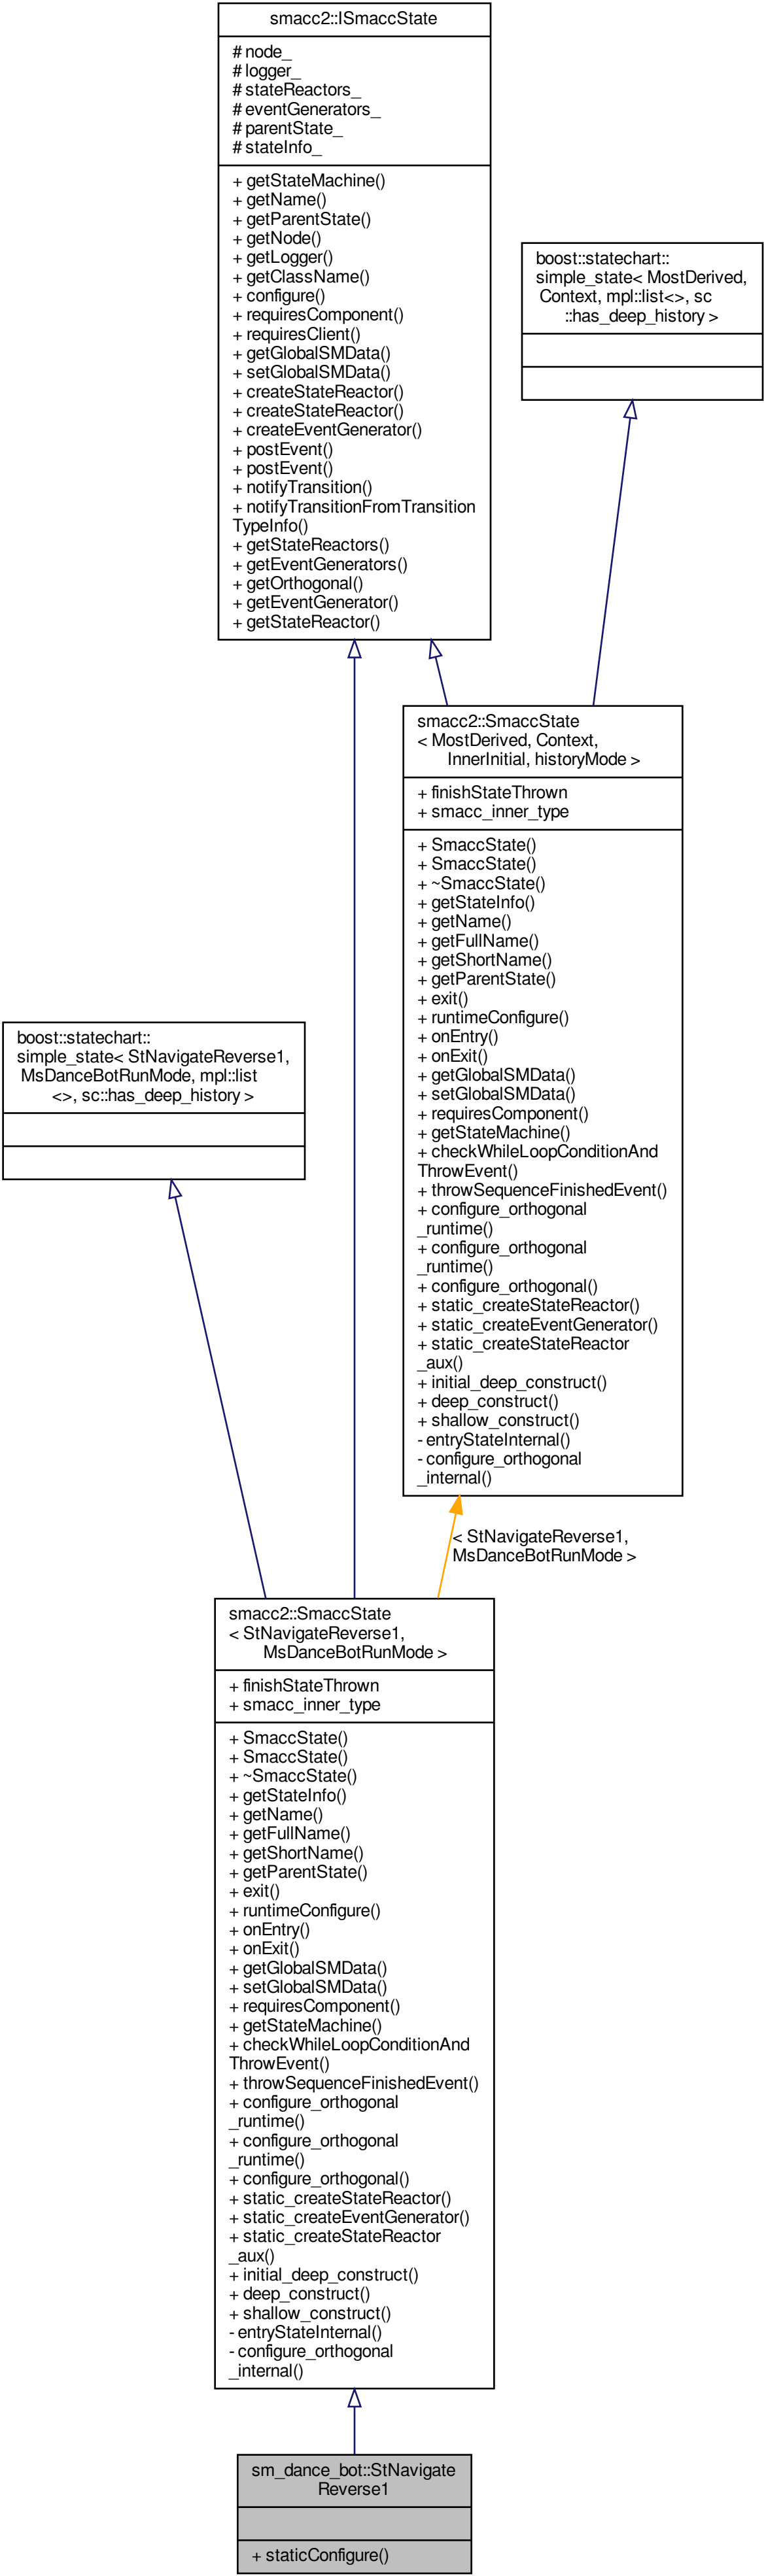 smacc2::ISmaccState
# node_
# logger_
# stateReactors_
# eventGenerators_
# parentState_
# stateInfo_
+ getStateMachine()
+ getName()
+ getParentState()
+ getNode()
+ getLogger()
+ getClassName()
+ configure()
+ requiresComponent()
+ requiresClient()
+ getGlobalSMData()
+ setGlobalSMData()
+ createStateReactor()
+ createStateReactor()
+ createEventGenerator()
+ postEvent()
+ postEvent()
+ notifyTransition()
+ notifyTransitionFromTransition
TypeInfo()
+ getStateReactors()
+ getEventGenerators()
+ getOrthogonal()
+ getEventGenerator()
+ getStateReactor()
boost::statechart::
simple_state< MostDerived,
Context, mpl::list<>, sc
::has_deep_history >
smacc2::SmaccState
< MostDerived, Context,
InnerInitial, historyMode >
+ finishStateThrown
+ smacc_inner_type
+ SmaccState()
+ SmaccState()
+ ~SmaccState()
+ getStateInfo()
+ getName()
+ getFullName()
+ getShortName()
+ getParentState()
+ exit()
+ runtimeConfigure()
+ onEntry()
+ onExit()
+ getGlobalSMData()
+ setGlobalSMData()
+ requiresComponent()
+ getStateMachine()
+ checkWhileLoopConditionAnd
ThrowEvent()
+ throwSequenceFinishedEvent()
+ configure_orthogonal
_runtime()
+ configure_orthogonal
_runtime()
+ configure_orthogonal()
+ static_createStateReactor()
+ static_createEventGenerator()
+ static_createStateReactor
_aux()
+ initial_deep_construct()
+ deep_construct()
+ shallow_construct()
- entryStateInternal()
- configure_orthogonal
_internal()
boost::statechart::
simple_state< StNavigateReverse1,
MsDanceBotRunMode, mpl::list
<>, sc::has_deep_history >
< StNavigateReverse1,
MsDanceBotRunMode >
smacc2::SmaccState
< StNavigateReverse1,
MsDanceBotRunMode >
+ finishStateThrown
+ smacc_inner_type
+ SmaccState()
+ SmaccState()
+ ~SmaccState()
+ getStateInfo()
+ getName()
+ getFullName()
+ getShortName()
+ getParentState()
+ exit()
+ runtimeConfigure()
+ onEntry()
+ onExit()
+ getGlobalSMData()
+ setGlobalSMData()
+ requiresComponent()
+ getStateMachine()
+ checkWhileLoopConditionAnd
ThrowEvent()
+ throwSequenceFinishedEvent()
+ configure_orthogonal
_runtime()
+ configure_orthogonal
_runtime()
+ configure_orthogonal()
+ static_createStateReactor()
+ static_createEventGenerator()
+ static_createStateReactor
_aux()
+ initial_deep_construct()
+ deep_construct()
+ shallow_construct()
- entryStateInternal()
- configure_orthogonal
_internal()
sm_dance_bot::StNavigate
Reverse1
+ staticConfigure()